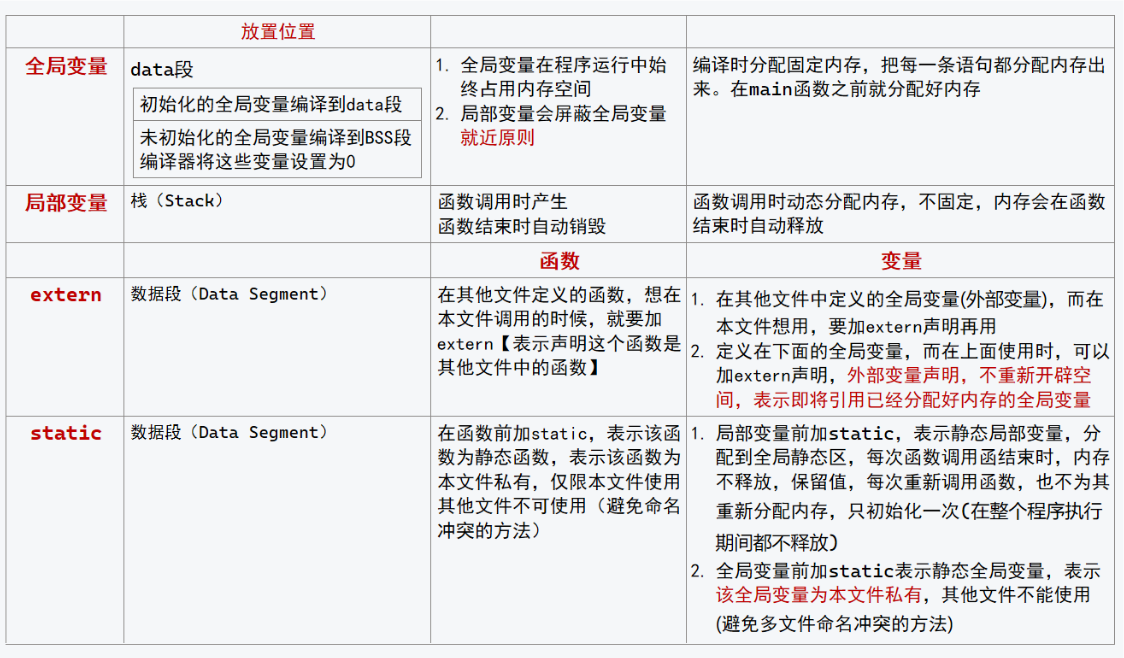 放置位置
全局变量
data段
初始化的全局变量编译到data段
未初始化的全局变量编译到BSS段
编译器将这些变量设置为0
1. 全局变量在程序运行中始
终占用内存空间
2. 局部变量会屏蔽全局变量
就近原则
编译时分配固定内存，把每一条语句都分配内存出
来。在main函数之前就分配好内存
局部变量
栈（Stack）
函数调用时产生
函数结束时自动销毁
函数调用时动态分配内存，不固定，内存会在函数
结束时自动释放
函数
变量
extern
数据段（Data Segment）
在其他文件定义的函数，想在
本文件调用的时候，就要加
extern【表示声明这个函数是
其他文件中的函数】
1. 在其他文件中定义的全局变量(外部变量)，而在
本文件想用，要加extern声明再用
2. 定义在下面的全局变量，而在上面使用时，可以
加extern声明，外部变量声明，不重新开辟空
间，表示即将引用已经分配好内存的全局变量
static
数据段（Data Segment）
在函数前加static，表示该函
数为静态函数，表示该函数为
本文件私有，仅限本文件使用
其他文件不可使用（避免命名
冲突的方法）
1. 局部变量前加static，表示静态局部变量，分
配到全局静态区，每次函数调用函结束时，内存
不释放，保留值，每次重新调用函数，也不为其
重新分配内存，只初始化一次(在整个程序执行
期间都不释放)
2. 全局变量前加static表示静态全局变量，表示
该全局变量为本文件私有，其他文件不能使用
(避免多文件命名冲突的方法)